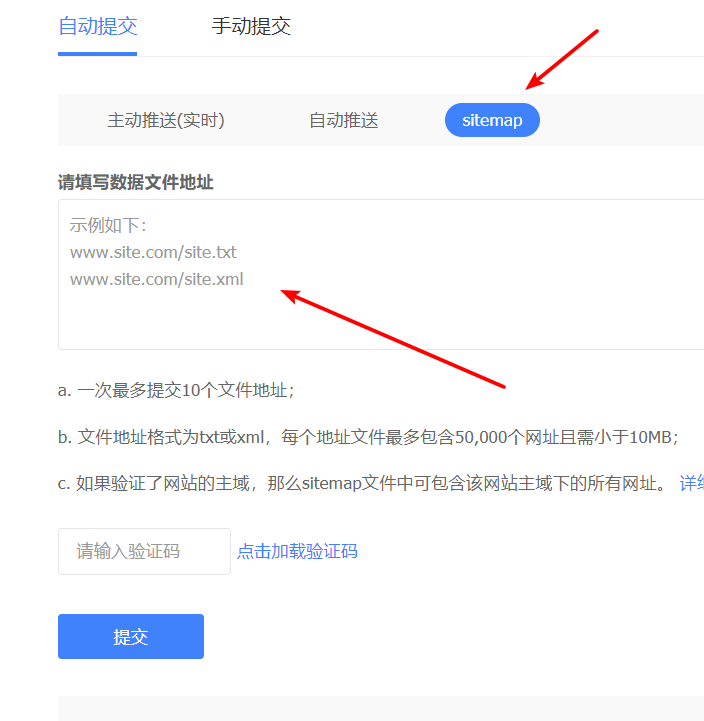 自动提交 手动提交
主动推送(实时) 自动推送 sitemap
请填写数据文件地址
示例如下:
www.site.com/site.txt
www.site.com/site.xml
a. 一次最多提交10个文件地址；
b. 文件地址格式为txt或xml，每个地址文件最多包含50,000个网址且需小于10MB；
c. 如果验证了网站的主域，那么sitemap文件中可包含该网站主域下的所有网址。 详
请输入验证码 点击加载验证码
提交